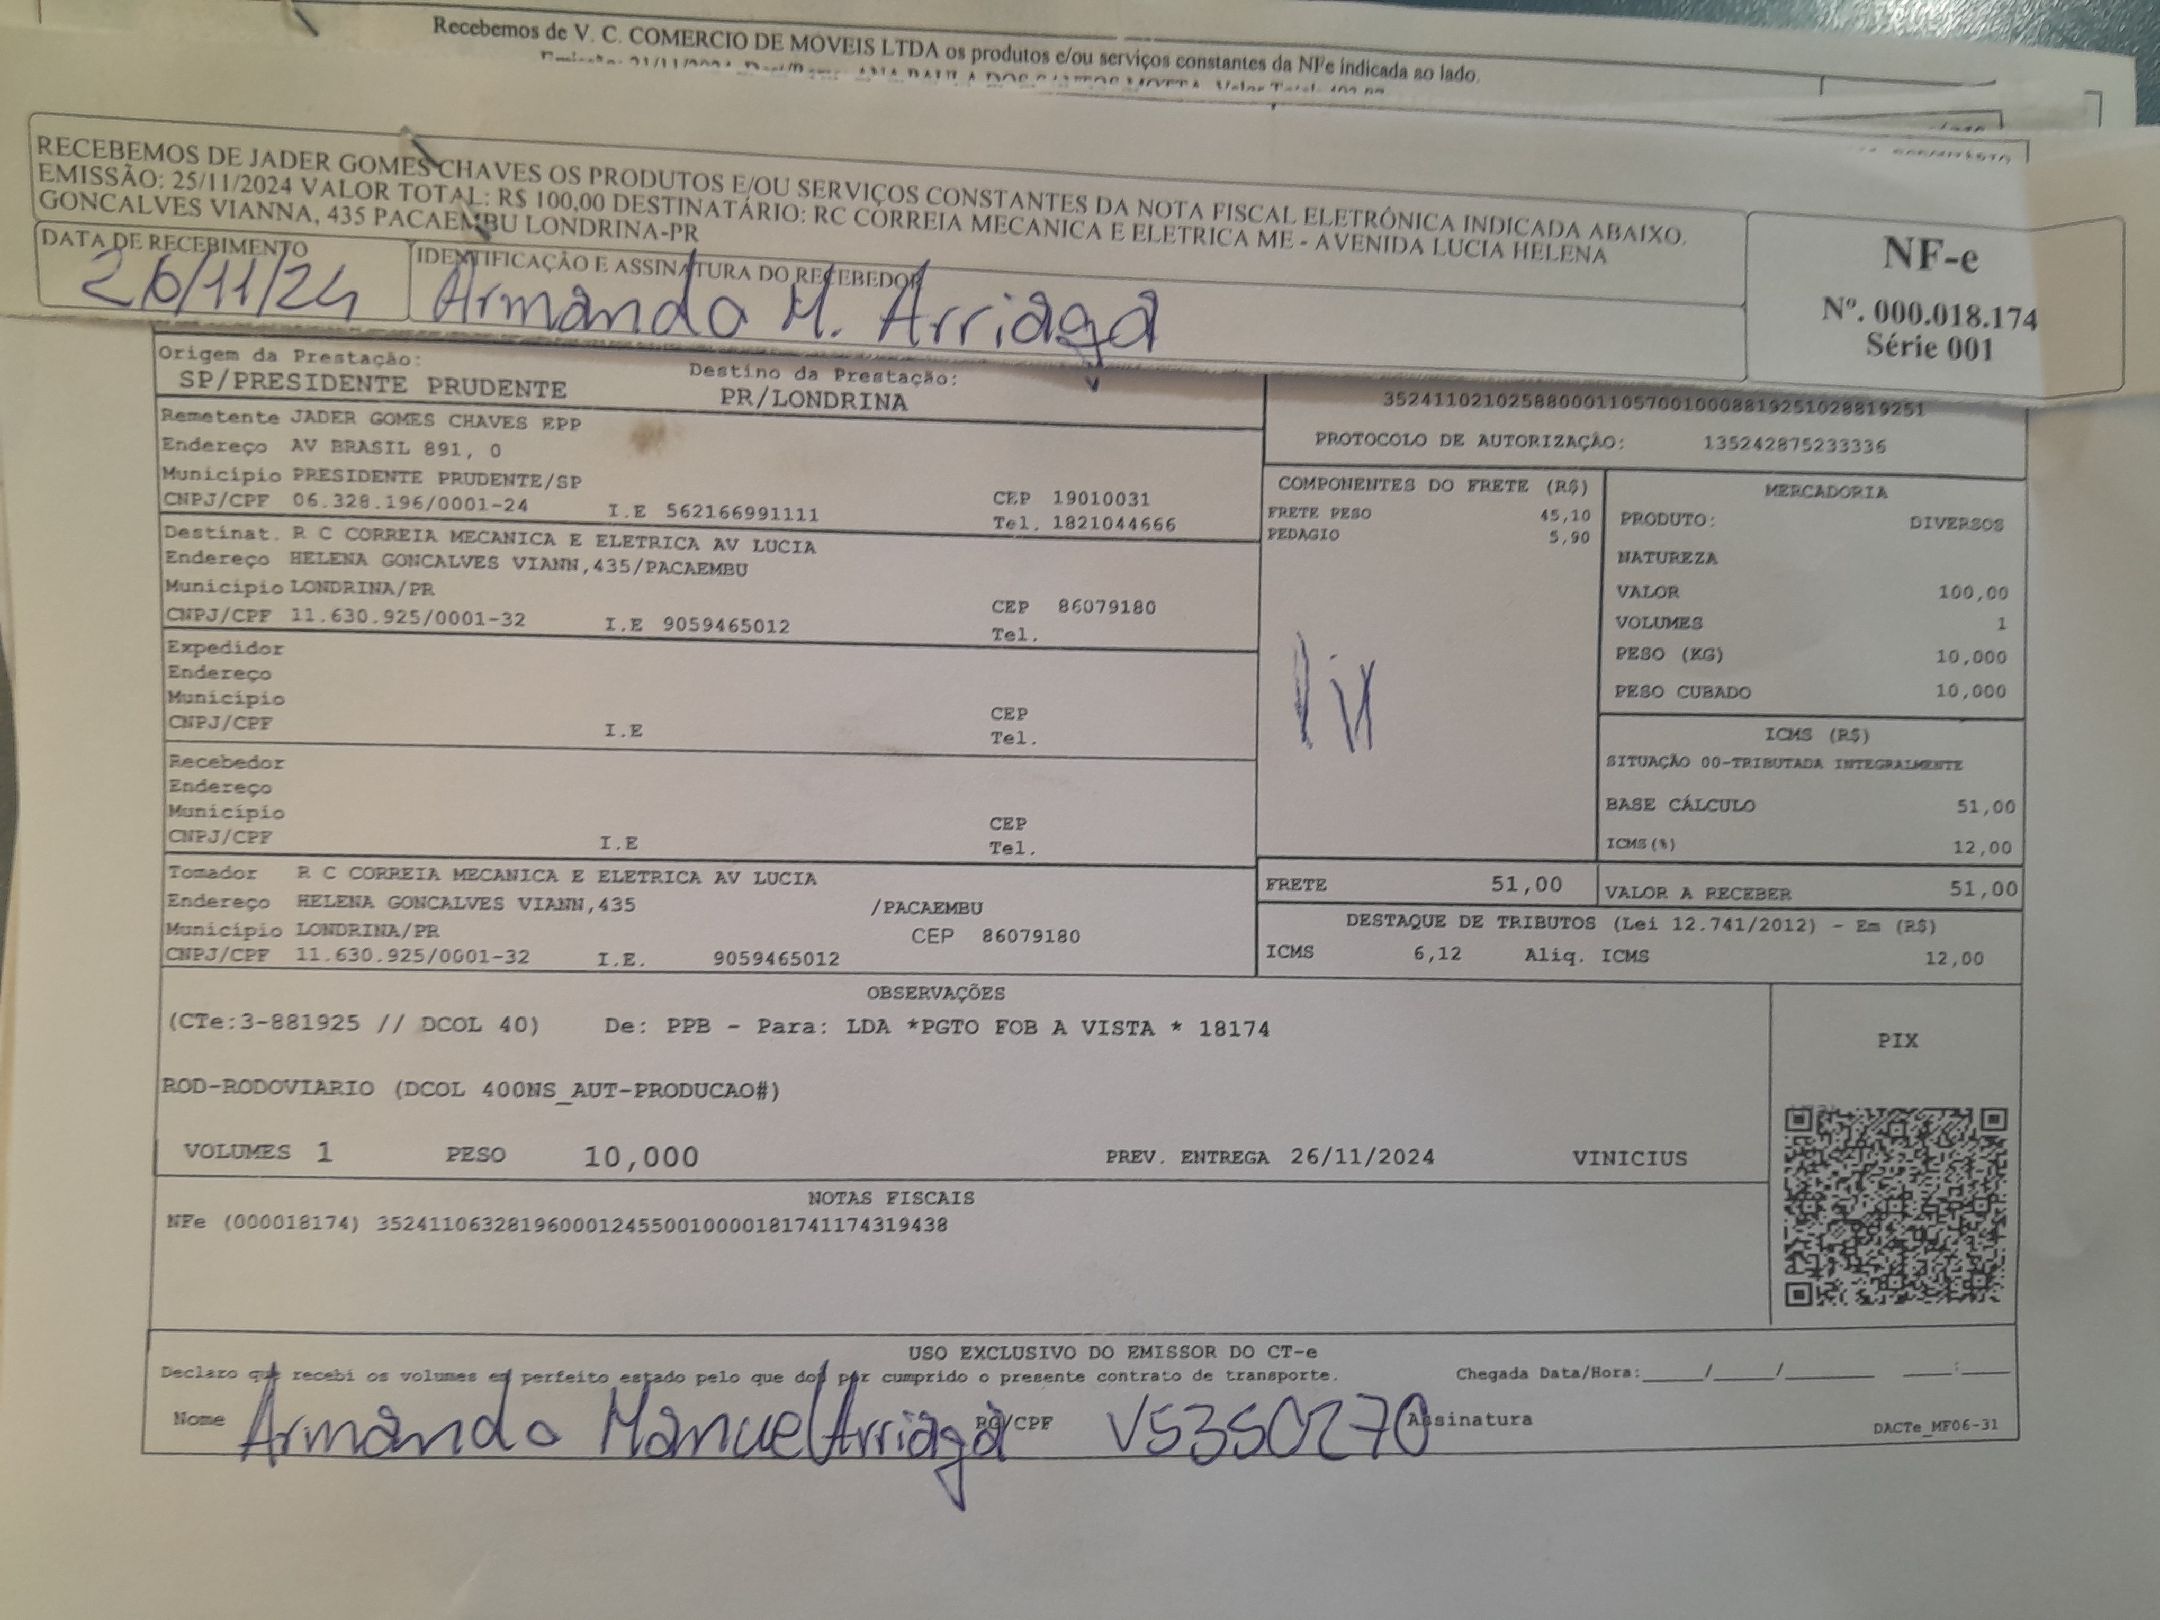 Recebemos de V. C. COMERCIO DE MOVEIS LTDA os produtos e/ou serviços constantes da NFe indicada ao lado.
RECEBEMOS DE JADER GOMES CHAVES OS PRODUTOS E/OU SERVIÇOS CONSTANTES DA NOTA FISCAL ELETRÔNICA INDICADA ABAIXO.
EMISSÃO: 25/11/2024 VALOR TOTAL: R$ 100,00 DESTINATÁRIO: RC CORREIA MECANICA E ELETRICA ME - AVENIDA LUCIA HELENA
GONCALVES VIANNA, 435 PACAEMBU LONDRINA-PR
DATA DE RECEBIMENTO
26/11/24
IDENTIFICAÇÃO E ASSINATURA DO RECEBEDOR
Armando M. Arriaga
NF-e
Nº. 000.018.174
Série 001
Origem da Prestação:
SP/PRESIDENTE PRUDENTE
Destino da Prestação:
PR/LONDRINA
PROTOCOLO DE AUTORIZAÇÃO: 135242875233336
Remetente JADER GOMES CHAVES EPP
Endereço AV BRASIL 891, 0
Município PRESIDENTE PRUDENTE/SP
CNPJ/CPF 06.328.196/0001-24 I.E 562166991111 CEP 19010031
Tel. 1821044666
Destinat. R C CORREIA MECANICA E ELETRICA AV LUCIA
Endereço HELENA GONCALVES VIANN,435/PACAEMBU
Município LONDRINA/PR
CNPJ/CPF 11.630.925/0001-32 I.E 9059465012 CEP 86079180
Tel.
Expedidor
Endereço
Município
CNPJ/CPF I.E CEP
Tel.
Recebedor
Endereço
Município
CNPJ/CPF I.E CEP
Tel.
Tomador R C CORREIA MECANICA E ELETRICA AV LUCIA
Endereço HELENA GONCALVES VIANN,435 /PACAEMBU
Município LONDRINA/PR CEP 86079180
CNPJ/CPF 11.630.925/0001-32 I.E. 9059465012
COMPONENTES DO FRETE (R$)
FRETE PESO 45,10
PEDAGIO 5,90
MERCADORIA
PRODUTO: DIVERSOS
NATUREZA
VALOR 100,00
VOLUMES 1
PESO (KG) 10,000
PESO CUBADO 10,000
ICMS (R$)
SITUAÇÃO 00-TRIBUTADA INTEGRALMENTE
BASE CÁLCULO 51,00
ICMS(%) 12,00
FRETE 51,00
VALOR A RECEBER 51,00
DESTAQUE DE TRIBUTOS (Lei 12.741/2012) - Em (R$)
ICMS 6,12 Aliq. ICMS 12,00
OBSERVAÇÕES
(CTe:3-881925 // DCOL 40) De: PPB - Para: LDA *PGTO FOB A VISTA * 18174
ROD-RODOVIARIO (DCOL 400NS_AUT-PRODUCAO#)
VOLUMES 1 PESO 10,000 PREV. ENTREGA 26/11/2024 VINICIUS
PIX
NOTAS FISCAIS
NFe (000018174) 35241106328196000124550010000181741174319438
USO EXCLUSIVO DO EMISSOR DO CT-e
Declaro que recebi os volumes em perfeito estado pelo que dou por cumprido o presente contrato de transporte.
Chegada Data/Hora:_____/_____/________ ____:____
Nome Armando Manuel Arriaga RG/CPF V5350270 Assinatura
DACTe_MF06-31